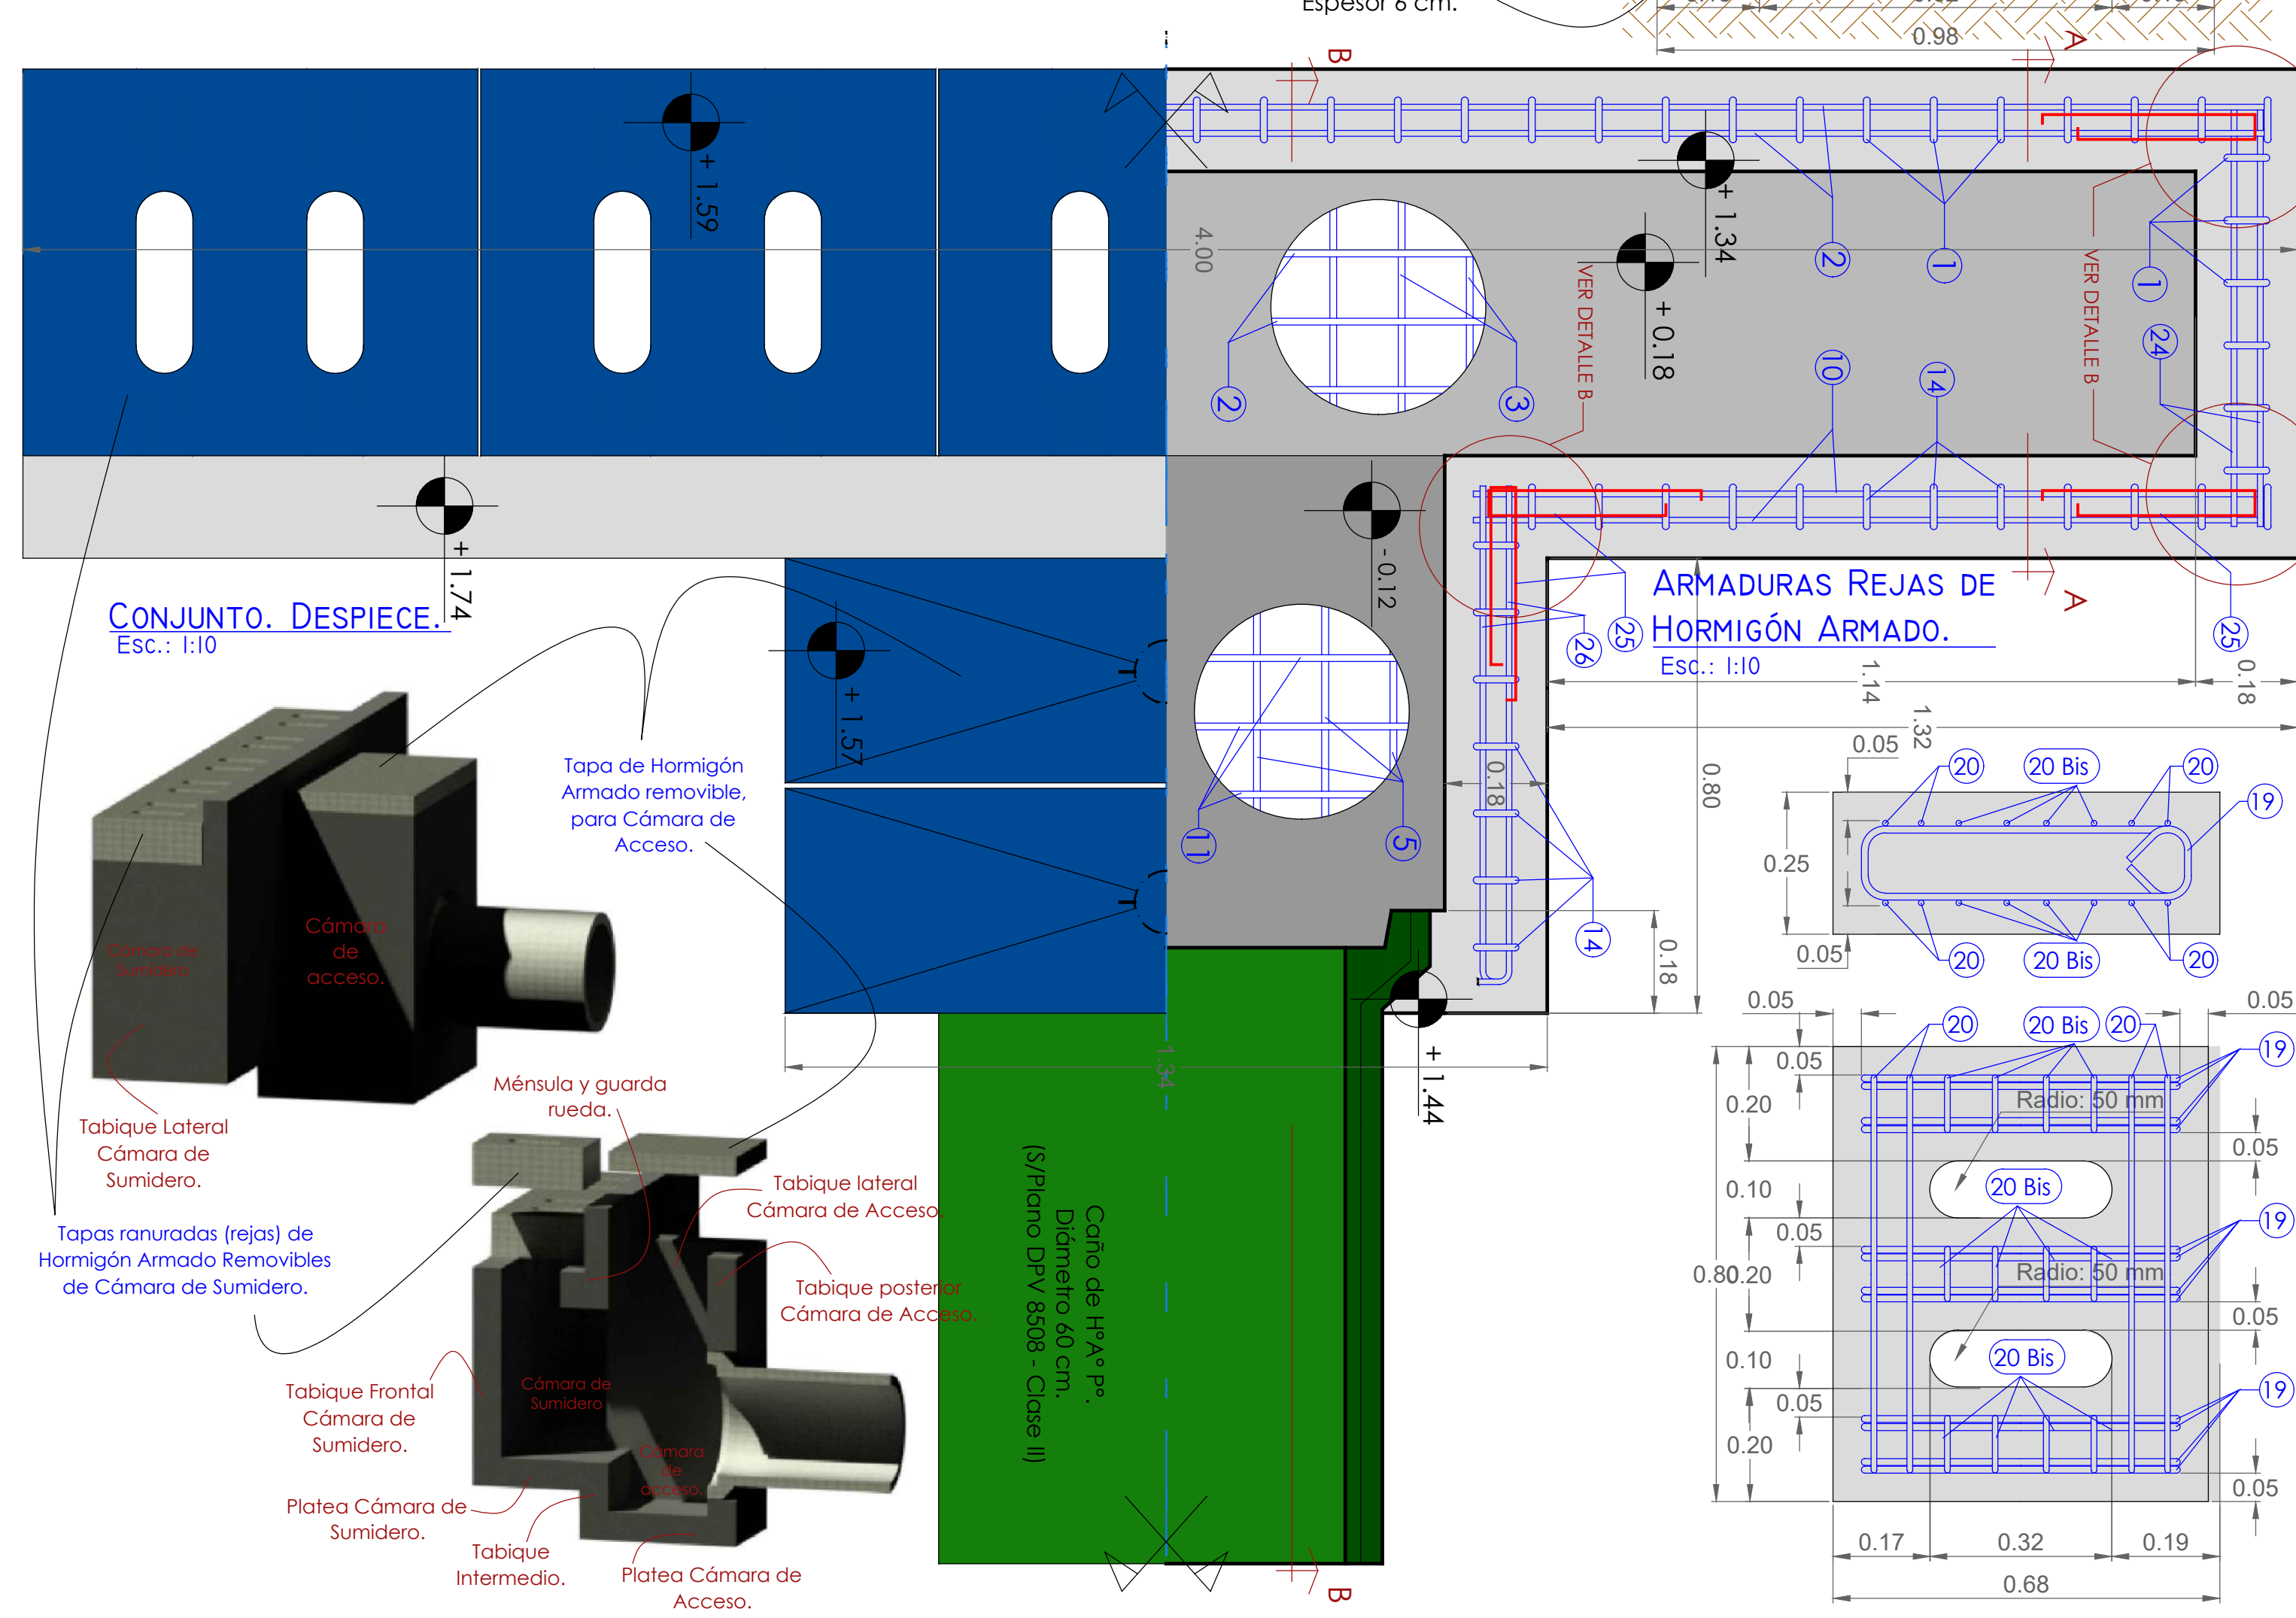 Espesor 6 cm.
0.98
B
A
+ 1.59
+ 1.34
4.00
+ 0.18
2
1
1
VER DETALLE B
VER DETALLE B
24
10
14
2
3
- 0.12
+ 1.74
CONJUNTO. DESPIECE.
Esc.: 1:10
ARMADURAS REJAS DE
HORMIGÓN ARMADO.
Esc.: 1:10
A
25
26
25
+ 1.57
1.14
0.18
1.32
0.80
0.18
11
5
14
0.18
Tapa de Hormigón
Armado removible,
para Cámara de
Acceso.
0.05
20
20 Bis
20
19
0.25
0.05
20
20 Bis
20
Cámara de
Sumidero
Cámara
de
acceso.
1.34
+ 1.44
Tabique Lateral
Cámara de
Sumidero.
Ménsula y guarda
rueda.
Tapas ranuradas (rejas) de
Hormigón Armado Removibles
de Cámara de Sumidero.
Tabique lateral
Cámara de Acceso.
Tabique posterior
Cámara de Acceso.
Caño de HºAº Pº.
Diámetro 60 cm.
(S/Plano DPV 8508 - Clase II)
Tabique Frontal
Cámara de
Sumidero.
Cámara de
Sumidero
Cámara
de
acceso.
Platea Cámara de
Sumidero.
Tabique
Intermedio.
Platea Cámara de
Acceso.
B
0.05
20
20 Bis
20
0.05
0.05
19
0.20
Radio: 50 mm
0.05
0.10
20 Bis
0.05
19
0.80
0.20
Radio: 50 mm
0.05
0.10
20 Bis
0.05
19
0.20
0.05
0.17
0.32
0.19
0.68